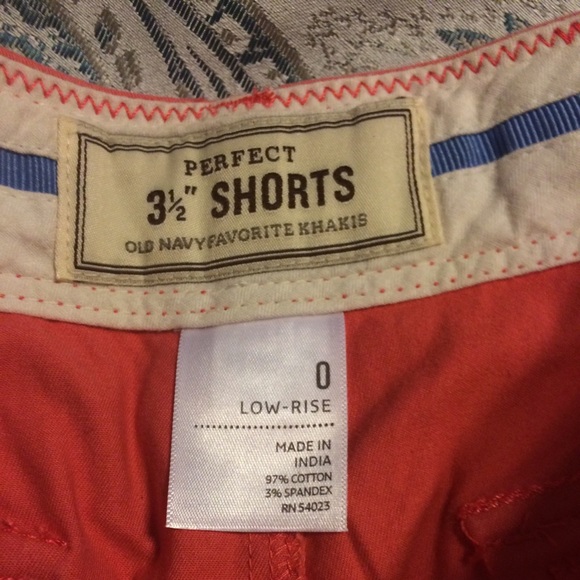 PERFECT
3½" SHORTS
OLD NAVY FAVORITE KHAKIS
0
LOW-RISE
MADE IN
INDIA
97% COTTON
3% SPANDEX
RN 54023